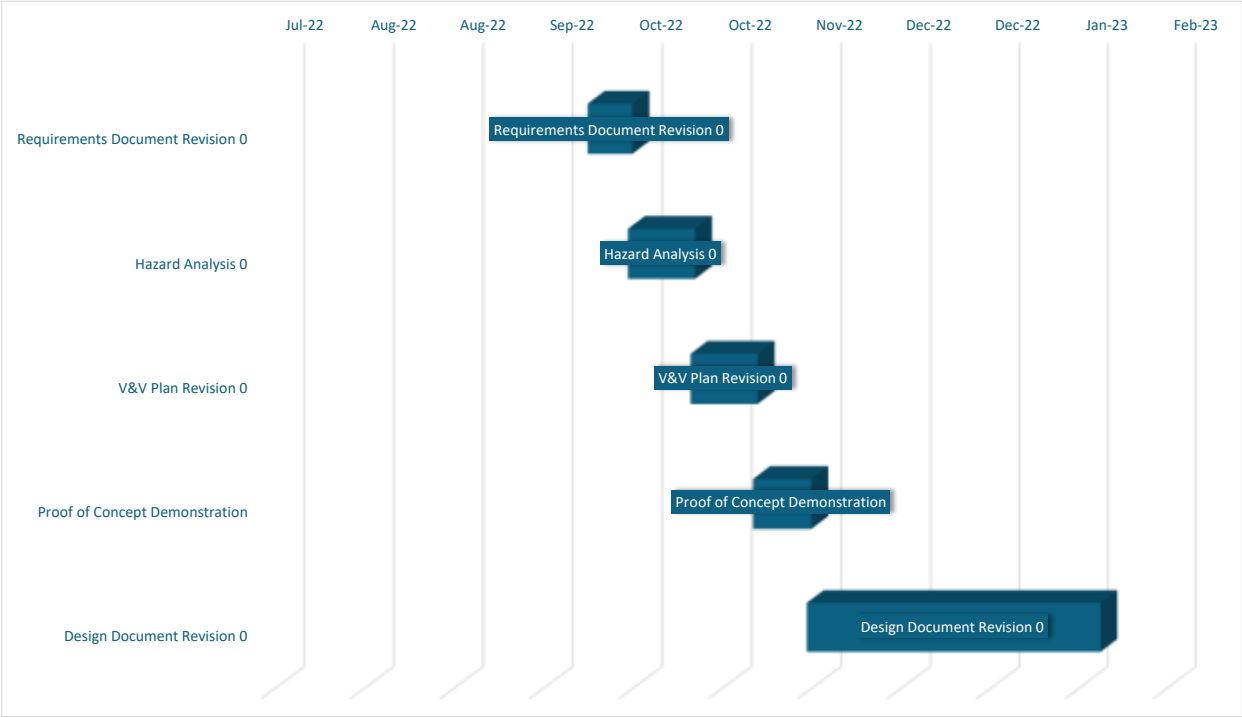 Jul-22 Aug-22 Aug-22 Sep-22 Oct-22 Oct-22 Nov-22 Dec-22 Dec-22 Jan-23 Feb-23
Requirements Document Revision 0
Requirements Document Revision 0
Hazard Analysis 0
Hazard Analysis 0
V&V Plan Revision 0
V&V Plan Revision 0
Proof of Concept Demonstration
Proof of Concept Demonstration
Design Document Revision 0
Design Document Revision 0